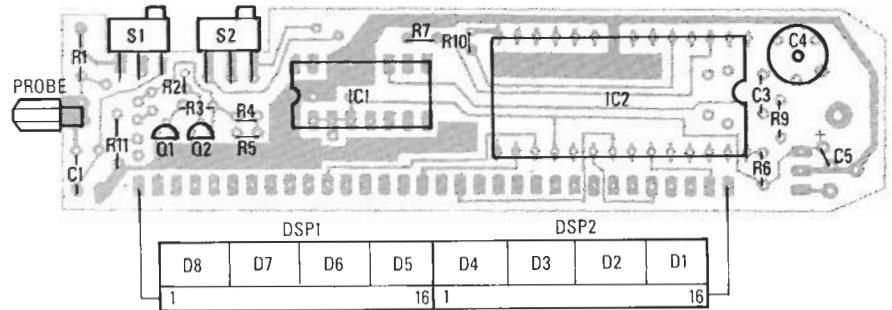 S1 S2 R7 R10 C4
R1
PROBE R2 IC1 IC2 C3
R3 R4 R9
R11 Q1 Q2 R5 + C5
C1 R6
DSP1 DSP2
D8 D7 D6 D5 D4 D3 D2 D1
1 16 1 16